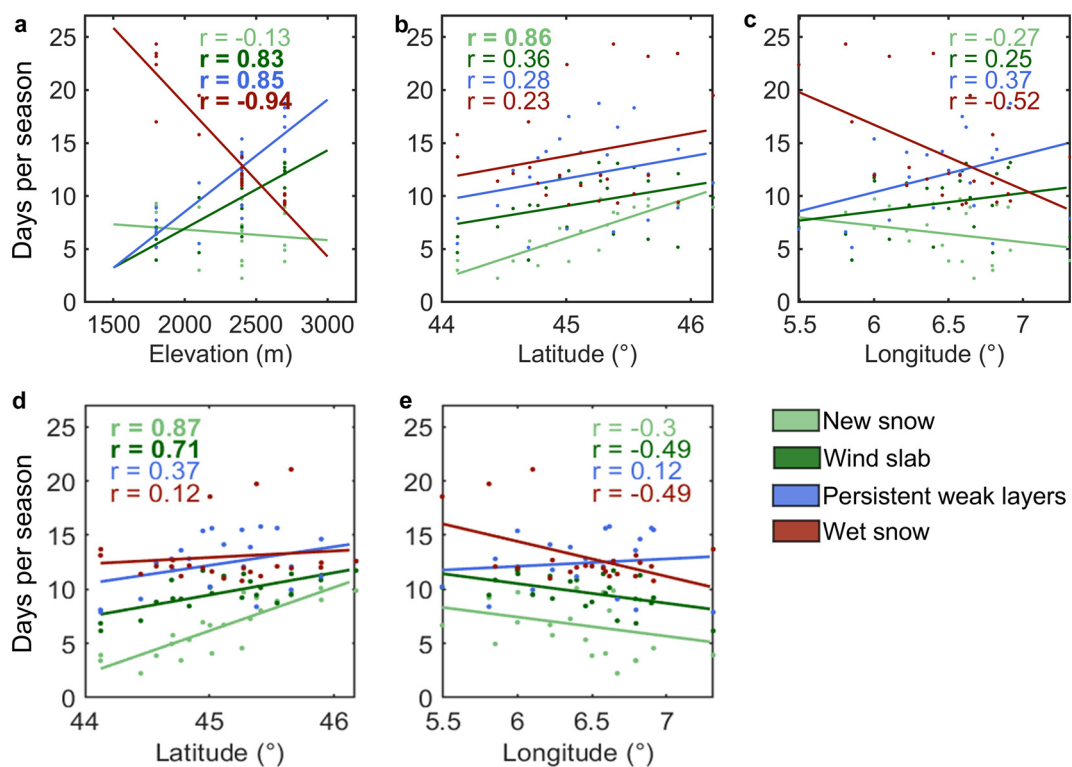 a
25
20
15
10
5
0
Days per season
r = -0.13
r = 0.83
r = 0.85
r = -0.94
1500 2000 2500 3000
Elevation (m)
b
25
20
15
10
5
0
r = 0.86
r = 0.36
r = 0.28
r = 0.23
44 45 46
Latitude (°)
c
25
20
15
10
5
0
r = -0.27
r = 0.25
r = 0.37
r = -0.52
5.5 6 6.5 7
Longitude (°)
d
25
20
15
10
5
0
Days per season
r = 0.87
r = 0.71
r = 0.37
r = 0.12
44 45 46
Latitude (°)
e
25
20
15
10
5
0
r = -0.3
r = -0.49
r = 0.12
r = -0.49
5.5 6 6.5 7
Longitude (°)
New snow
Wind slab
Persistent weak layers
Wet snow